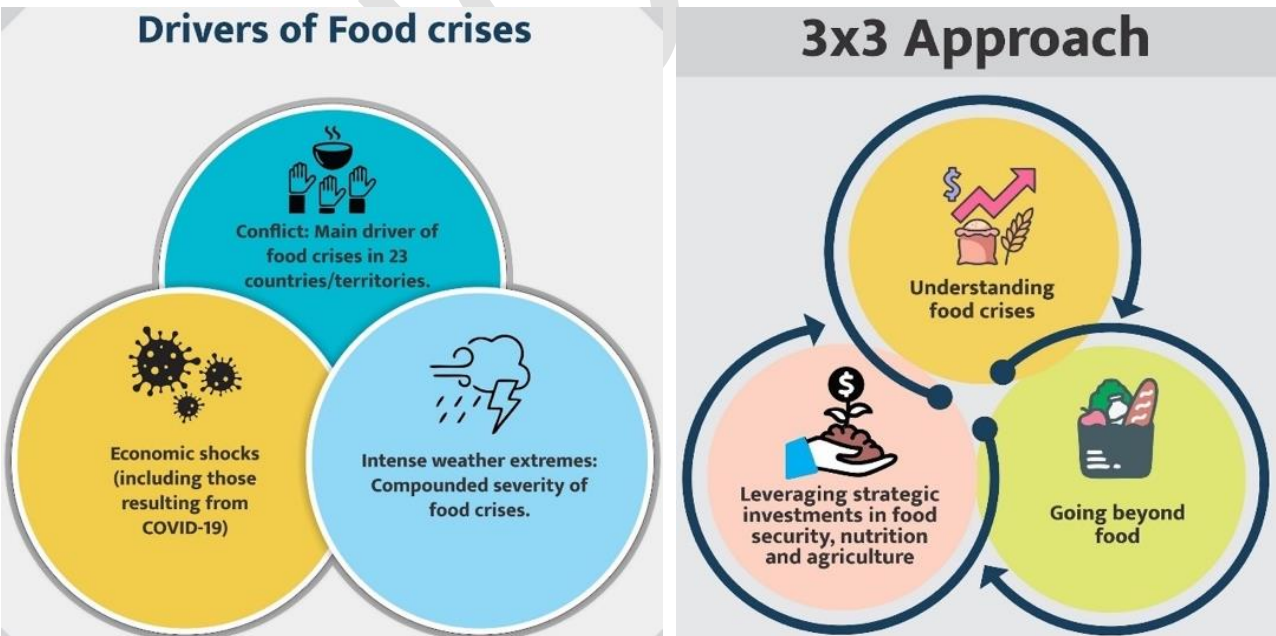 Drivers of Food crises
Conflict: Main driver of
food crises in 23
countries/territories.
Economic shocks
(including those
resulting from
COVID-19)
Intense weather extremes:
Compounded severity of
food crises.
3x3 Approach
$
Understanding
food crises
$
Leveraging strategic
investments in food
security, nutrition
and agriculture
Going beyond
food